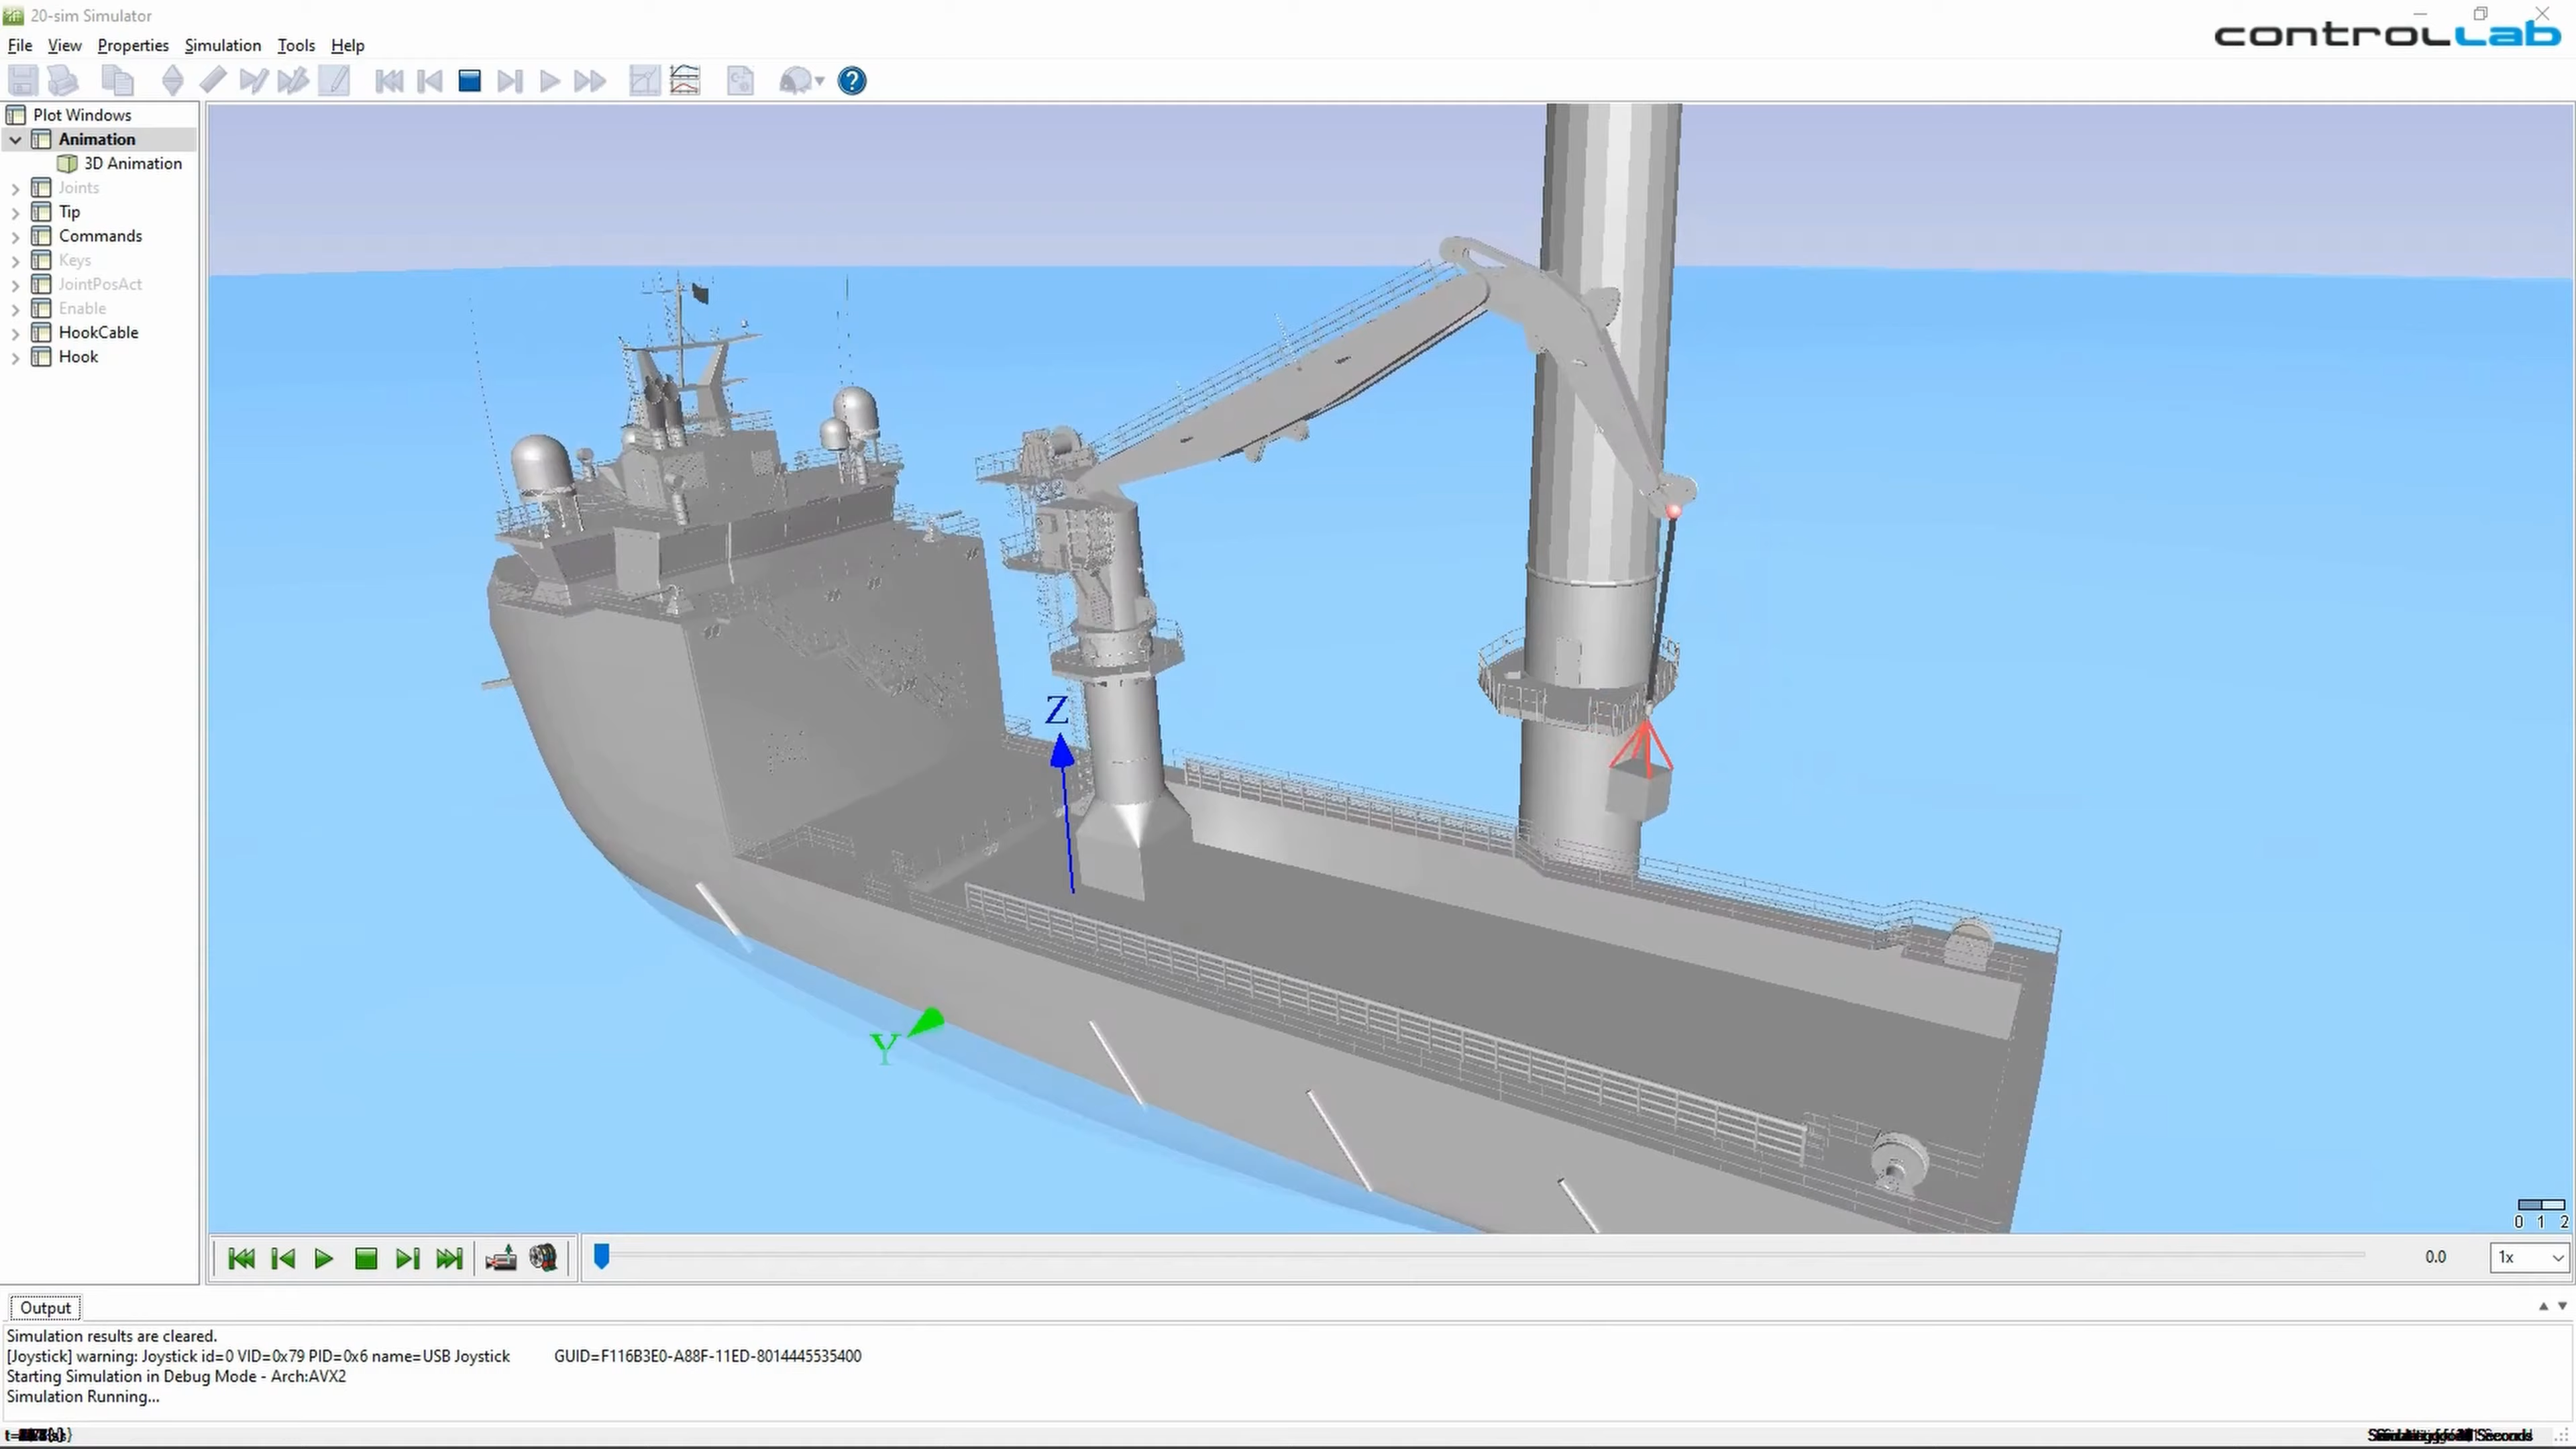 20-sim Simulator
controllab
File View Properties Simulation Tools Help
Plot Windows
Animation
3D Animation
Joints
Tip
Commands
Keys
JointPosAct
Enable
HookCable
Hook
Z
Y
0 1 2
0.0
1x
Output
Simulation results are cleared.
[Joystick] warning: Joystick id=0 VID=0x79 PID=0x6 name=USB Joystick GUID=F116B3E0-A88F-11ED-8014445535400
Starting Simulation in Debug Mode - Arch:AVX2
Simulation Running...
Seconds